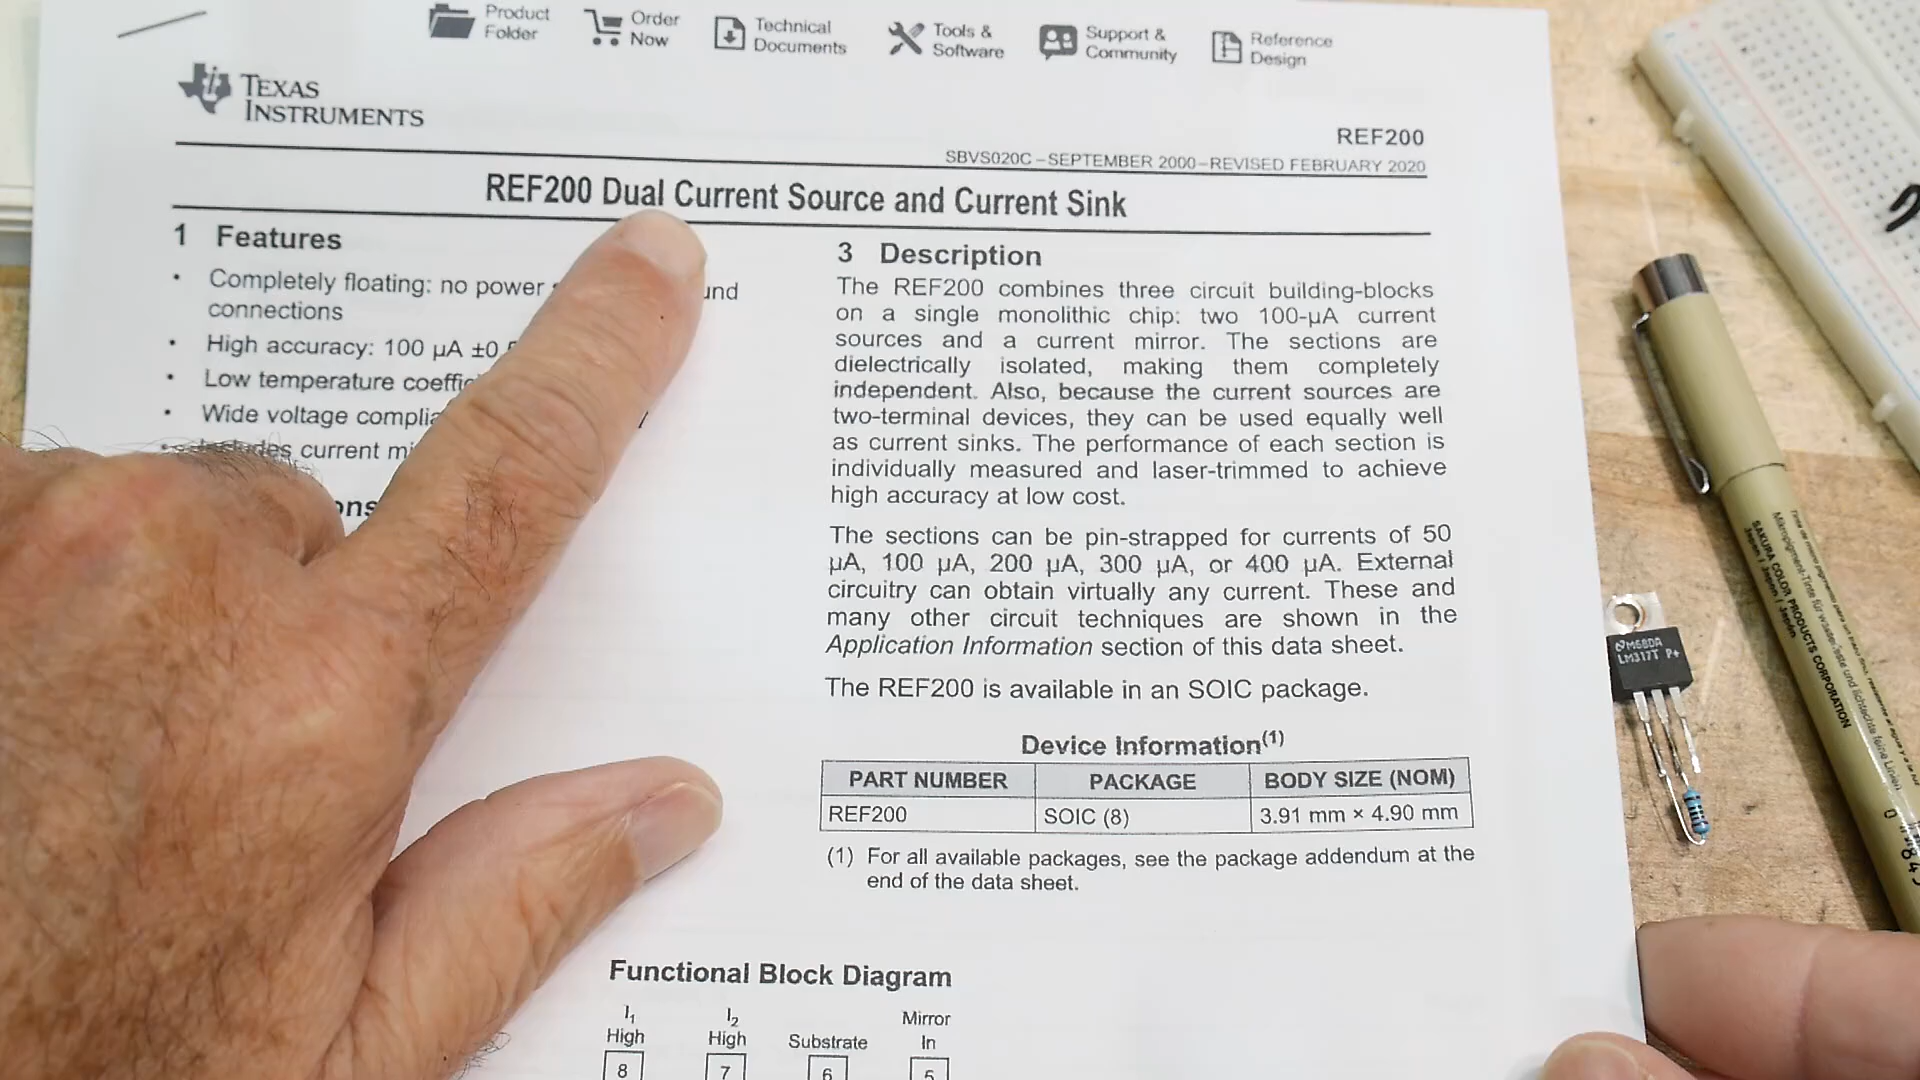 Product
Folder
Order
Now
Technical
Documents
Tools &
Software
Support &
Community
Reference
Design
TEXAS
INSTRUMENTS
REF200
SBVS020C – SEPTEMBER 2000 – REVISED FEBRUARY 2020
REF200 Dual Current Source and Current Sink
1 Features
• Completely floating: no power
connections
• High accuracy: 100 µA ±0
• Low temperature
• Wide voltage
• current
3 Description
The REF200 combines three circuit building-blocks
on a single monolithic chip: two 100-µA current
sources and a current mirror. The sections are
dielectrically isolated, making them completely
independent. Also, because the current sources are
two-terminal devices, they can be used equally well
as current sinks. The performance of each section is
individually measured and laser-trimmed to achieve
high accuracy at low cost.
The sections can be pin-strapped for currents of 50
µA, 100 µA, 200 µA, 300 µA, or 400 µA. External
circuitry can obtain virtually any current. These and
many other circuit techniques are shown in the
Application Information section of this data sheet.
The REF200 is available in an SOIC package.
Device Information(1)
PART NUMBER PACKAGE BODY SIZE (NOM)
REF200 SOIC (8) 3.91 mm × 4.90 mm
(1) For all available packages, see the package addendum at the
end of the data sheet.
Functional Block Diagram
I1
High
I2
High
Substrate
Mirror
In
8 7 6 5
M68DA
LM317T P+
SAKURA COLOR PRODUCTS CORPORATION
Japan / Japon